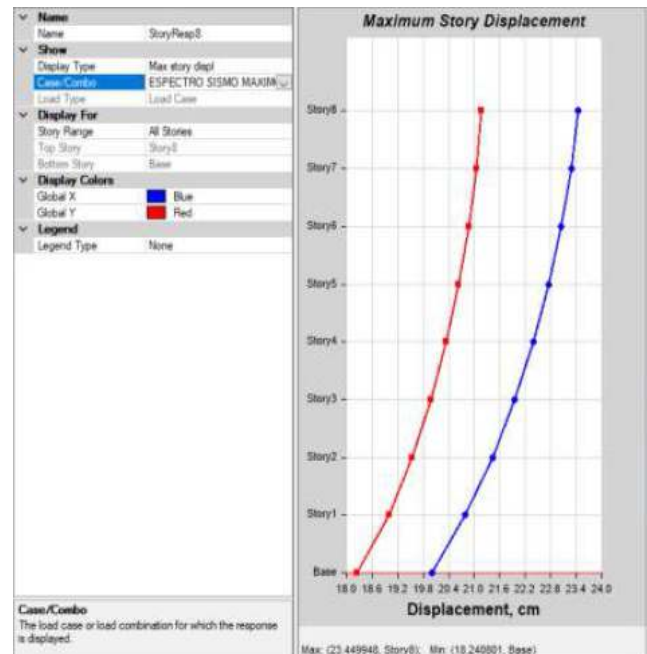 Name
Name StoryResp8
Show
Display Type Max story displ
Case/Combo ESPECTRO SISMO MAXIM
Load Type Load Case
Display For
Story Range All Stories
Top Story Story8
Bottom Story Base
Display Colors
Global X Blue
Global Y Red
Legend
Legend Type None
Case/Combo
The load case or load combination for which the response
is displayed.
Maximum Story Displacement
Story8
Story7
Story6
Story5
Story4
Story3
Story2
Story1
Base
18.0 18.6 19.2 19.8 20.4 21.0 21.6 22.2 22.8 23.4 24.0
Displacement, cm
Max: (23.449948, Story8); Min: (18.240801, Base)